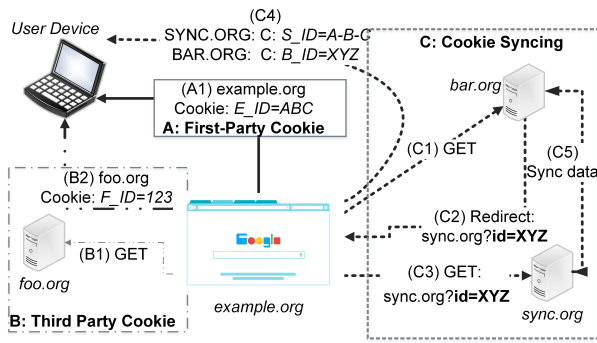 (C4)
User Device
SYNC.ORG: C: S_ID=A-B-C
BAR.ORG: C: B_ID=XYZ
C: Cookie Syncing
bar.org
(A1) example.org
Cookie: E_ID=ABC
A: First-Party Cookie
(C1) GET
(C5)
Sync data
(B2) foo.org
Cookie: F_ID=123
(C2) Redirect:
sync.org?id=XYZ
Google
(B1) GET
foo.org
(C3) GET:
sync.org?id=XYZ
example.org
sync.org
B: Third Party Cookie